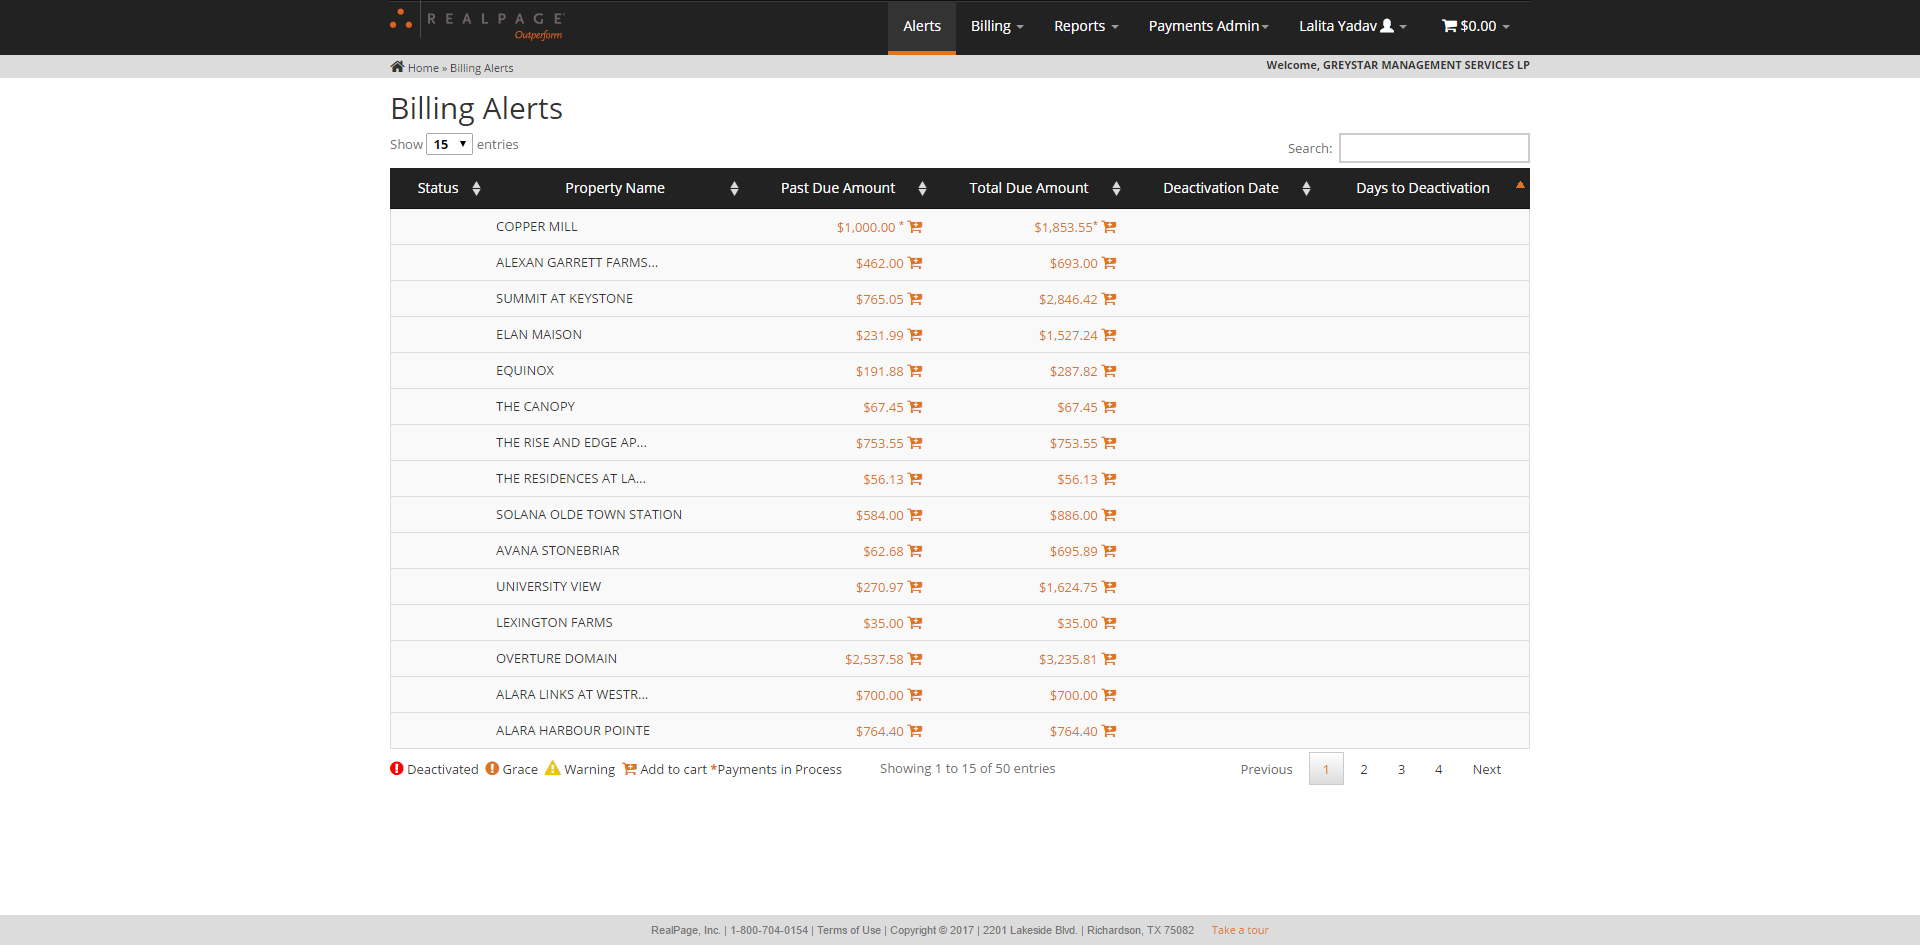 REALPAGE
Outperform
Alerts Billing Reports Payments Admin Lalita Yadav $0.00
Home » Billing Alerts Welcome, GREYSTAR MANAGEMENT SERVICES LP
Billing Alerts
Show 15 entries Search:
Status Property Name Past Due Amount Total Due Amount Deactivation Date Days to Deactivation
COPPER MILL $1,000.00 * $1,853.55*
ALEXAN GARRETT FARMS... $462.00 $693.00
SUMMIT AT KEYSTONE $765.05 $2,846.42
ELAN MAISON $231.99 $1,527.24
EQUINOX $191.88 $287.82
THE CANOPY $67.45 $67.45
THE RISE AND EDGE AP... $753.55 $753.55
THE RESIDENCES AT LA... $56.13 $56.13
SOLANA OLDE TOWN STATION $584.00 $886.00
AVANA STONEBRIAR $62.68 $695.89
UNIVERSITY VIEW $270.97 $1,624.75
LEXINGTON FARMS $35.00 $35.00
OVERTURE DOMAIN $2,537.58 $3,235.81
ALARA LINKS AT WESTR... $700.00 $700.00
ALARA HARBOUR POINTE $764.40 $764.40
Deactivated Grace Warning Add to cart *Payments in Process Showing 1 to 15 of 50 entries Previous 1 2 3 4 Next
RealPage, Inc. | 1-800-704-0154 | Terms of Use | Copyright © 2017 | 2201 Lakeside Blvd. | Richardson, TX 75082 Take a tour